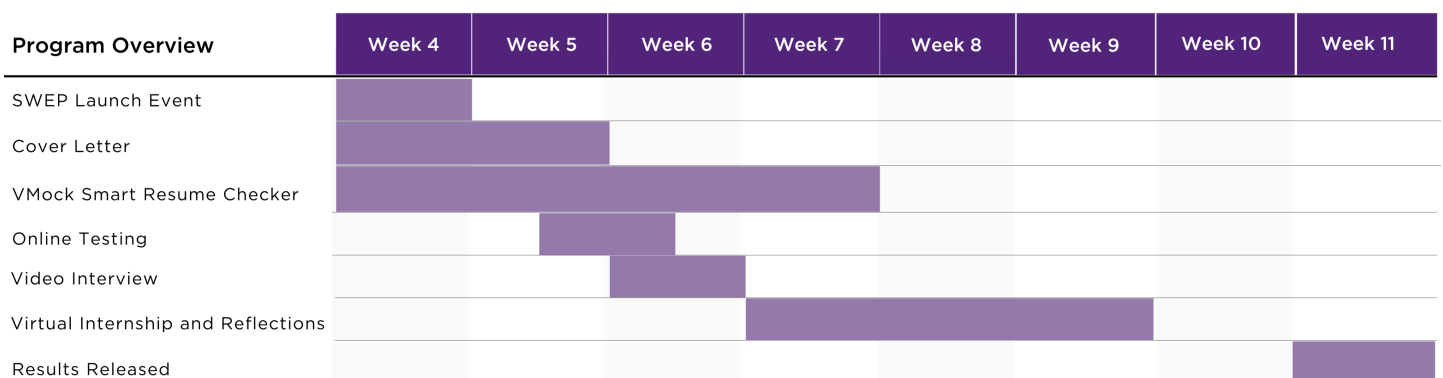 Program Overview Week 4 Week 5 Week 6 Week 7 Week 8 Week 9 Week 10 Week 11
SWEP Launch Event
Cover Letter
VMock Smart Resume Checker
Online Testing
Video Interview
Virtual Internship and Reflections
Results Released